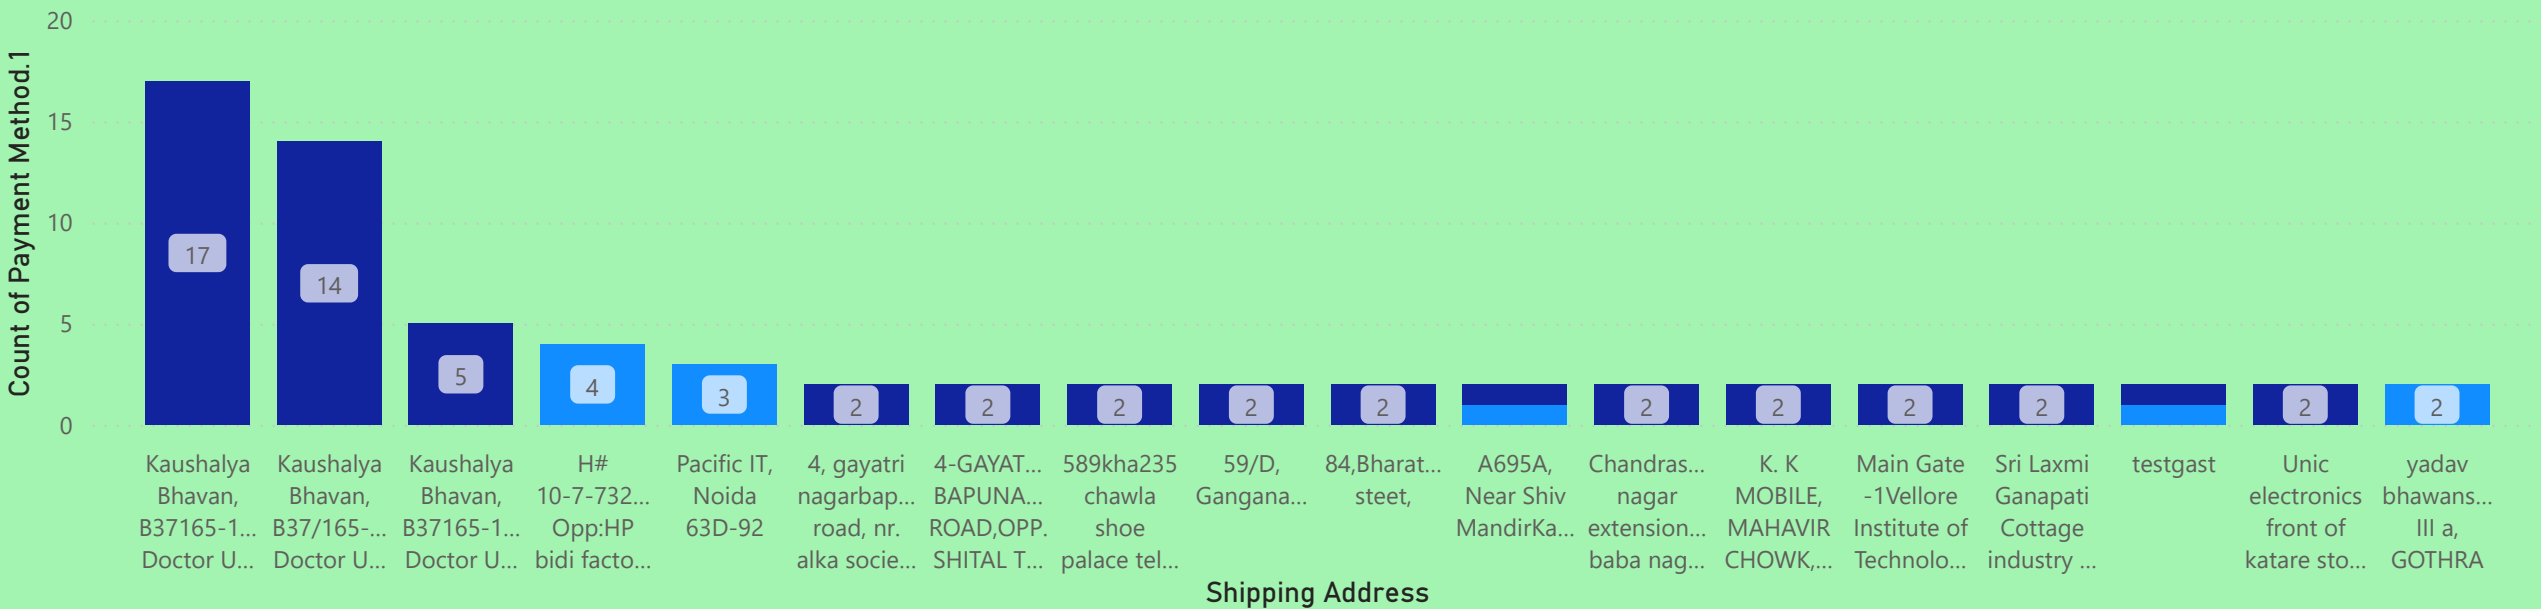 20
15
10
5
0
Count of Payment Method.1
17
14
5
4
3
2
2
2
2
2
2
2
2
2
2
2
Kaushalya
Bhavan,
B37165-1...
Doctor U...
Kaushalya
Bhavan,
B37/165-...
Doctor U...
Kaushalya
Bhavan,
B37165-1...
Doctor U...
H#
10-7-732...
Opp:HP
bidi facto...
Pacific IT,
Noida
63D-92
4, gayatri
nagarbap...
road, nr.
alka socie...
4-GAYAT...
BAPUNA...
ROAD,OPP.
SHITAL T...
589kha235
chawla
shoe
palace tel...
59/D,
Gangana...
84,Bharat...
steet,
A695A,
Near Shiv
MandirKa...
Chandras...
nagar
extension...
baba nag...
K. K
MOBILE,
MAHAVIR
CHOWK,...
Main Gate
-1Vellore
Institute of
Technolo...
Sri Laxmi
Ganapati
Cottage
industry ...
testgast
Unic
electronics
front of
katare sto...
yadav
bhawans...
III a,
GOTHRA
Shipping Address